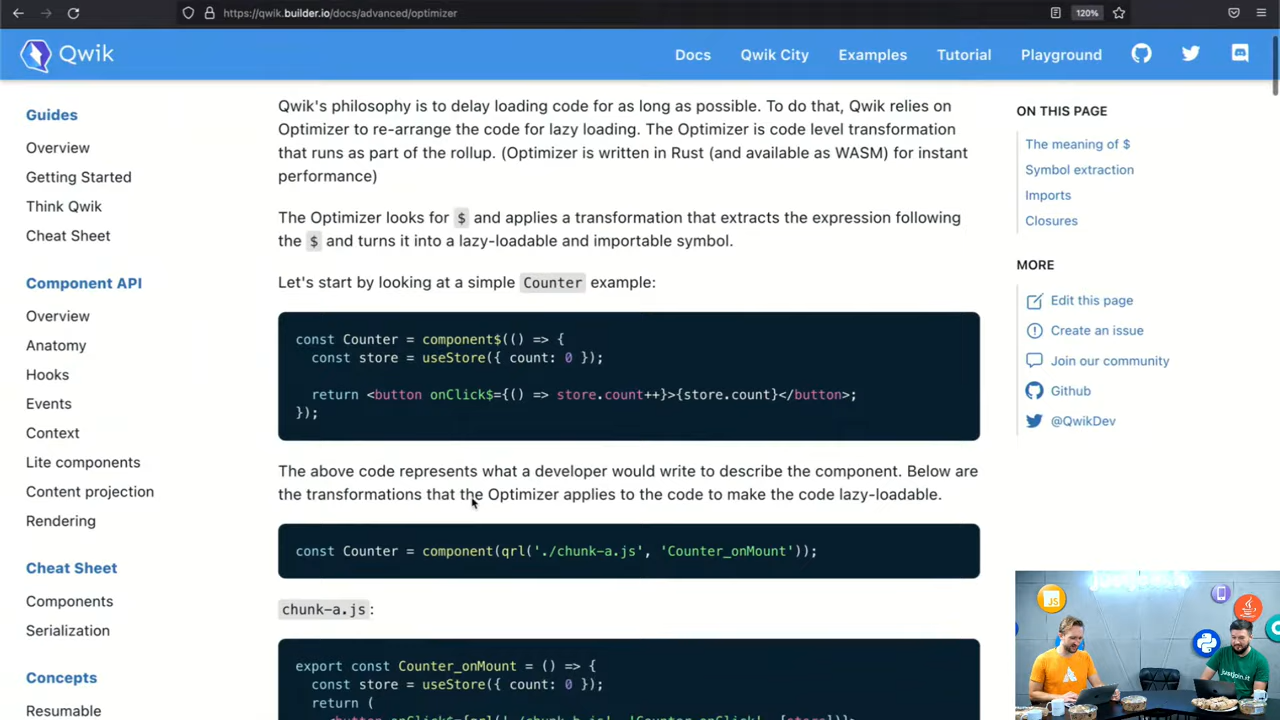 https://qwik.builder.io/docs/advanced/optimizer
120%
Qwik
Docs
Qwik City
Examples
Tutorial
Playground
Guides
Overview
Getting Started
Think Qwik
Cheat Sheet
Component API
Overview
Anatomy
Hooks
Events
Context
Lite components
Content projection
Rendering
Cheat Sheet
Components
Serialization
Concepts
Resumable
Qwik's philosophy is to delay loading code for as long as possible. To do that, Qwik relies on
Optimizer to re-arrange the code for lazy loading. The Optimizer is code level transformation
that runs as part of the rollup. (Optimizer is written in Rust (and available as WASM) for instant
performance)
The Optimizer looks for $ and applies a transformation that extracts the expression following
the $ and turns it into a lazy-loadable and importable symbol.
Let's start by looking at a simple Counter example:
const Counter = component$(() => {
const store = useStore({ count: 0 });
return <button onClick$={() => store.count++}>{store.count}</button>;
});
The above code represents what a developer would write to describe the component. Below are
the transformations that the Optimizer applies to the code to make the code lazy-loadable.
const Counter = component(qrl('./chunk-a.js', 'Counter_onMount'));
chunk-a.js:
export const Counter_onMount = () => {
const store = useStore({ count: 0 });
return (
<button onClick$={qrl('./chunk-b.js', 'Counter_onClick', [store])}>
ON THIS PAGE
The meaning of $
Symbol extraction
Imports
Closures
MORE
Edit this page
Create an issue
Join our community
Github
@QwikDev
JS
justjoin.it